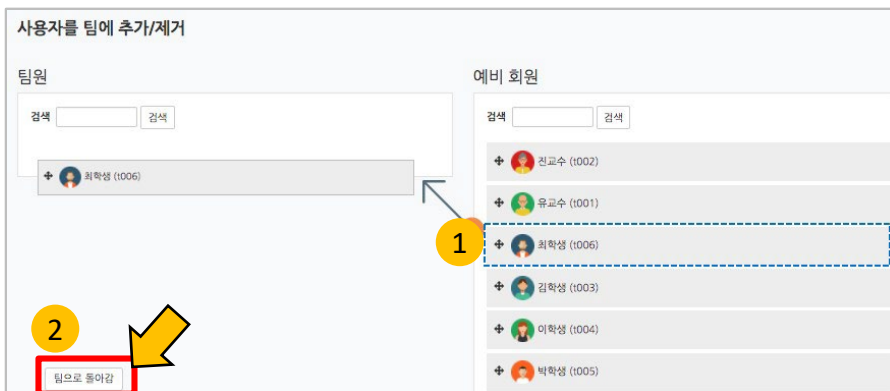 사용자를 팀에 추가/제거
팀원
검색 검색
최학생 (t006)
2
팀으로 돌아감
예비 회원
검색 검색
진교수 (t002)
유교수 (t001)
1
최학생 (t006)
김학생 (t003)
이학생 (t004)
박학생 (t005)